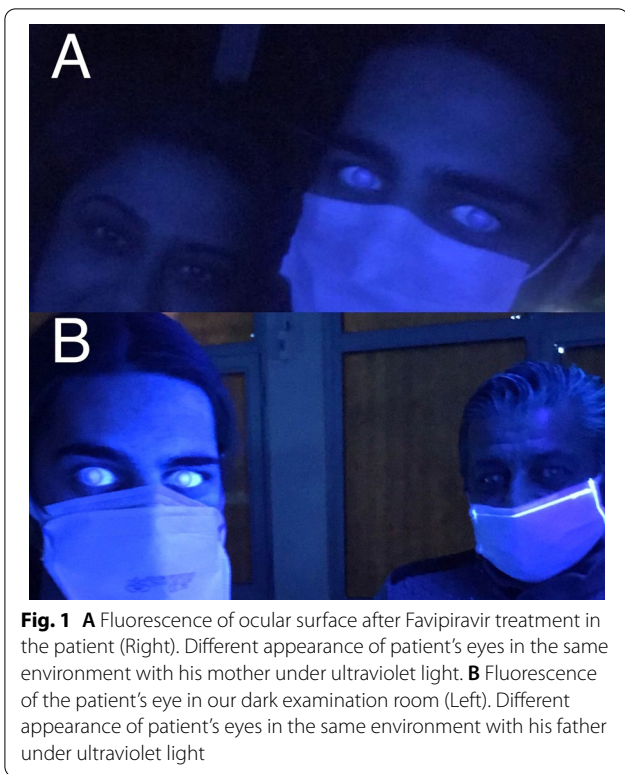 A
B
Fig. 1 A Fluorescence of ocular surface after Favipiravir treatment in
the patient (Right). Different appearance of patient's eyes in the same
environment with his mother under ultraviolet light. B Fluorescence
of the patient's eye in our dark examination room (Left). Different
appearance of patient's eyes in the same environment with his father
under ultraviolet light